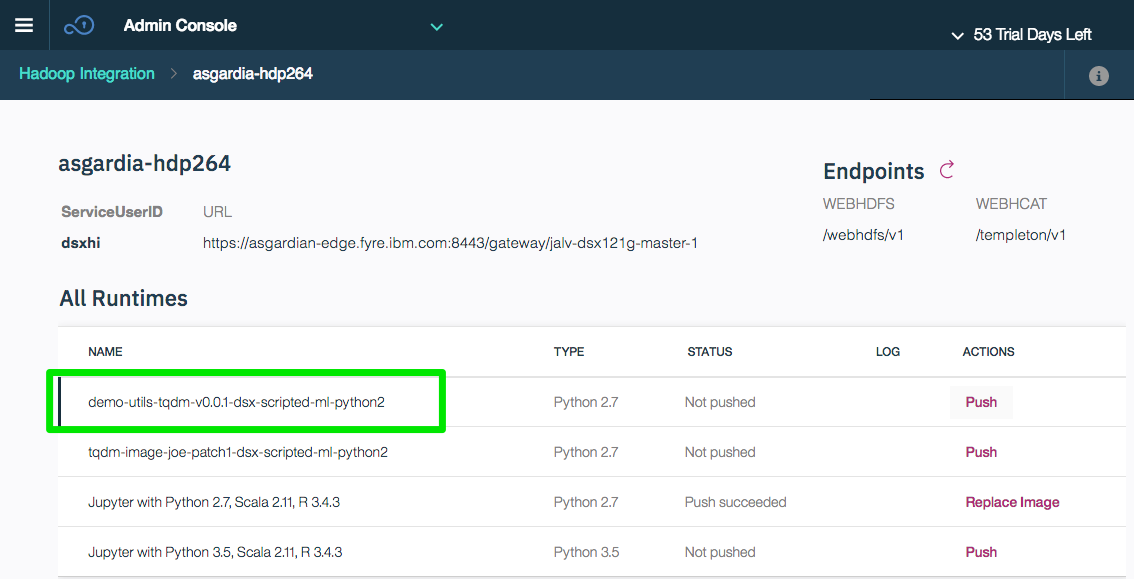 Admin Console
53 Trial Days Left
Hadoop Integration > asgardia-hdp264
asgardia-hdp264
Endpoints
ServiceUserID URL
WEBHDFS WEBHCAT
dsxhi https://asgardian-edge.fyre.ibm.com:8443/gateway/jalv-dsx121g-master-1
/webhdfs/v1 /templeton/v1
All Runtimes
NAME TYPE STATUS LOG ACTIONS
demo-utils-tqdm-v0.0.1-dsx-scripted-ml-python2 Python 2.7 Not pushed Push
tqdm-image-joe-patch1-dsx-scripted-ml-python2 Python 2.7 Not pushed Push
Jupyter with Python 2.7, Scala 2.11, R 3.4.3 Python 2.7 Push succeeded Replace Image
Jupyter with Python 3.5, Scala 2.11, R 3.4.3 Python 3.5 Not pushed Push